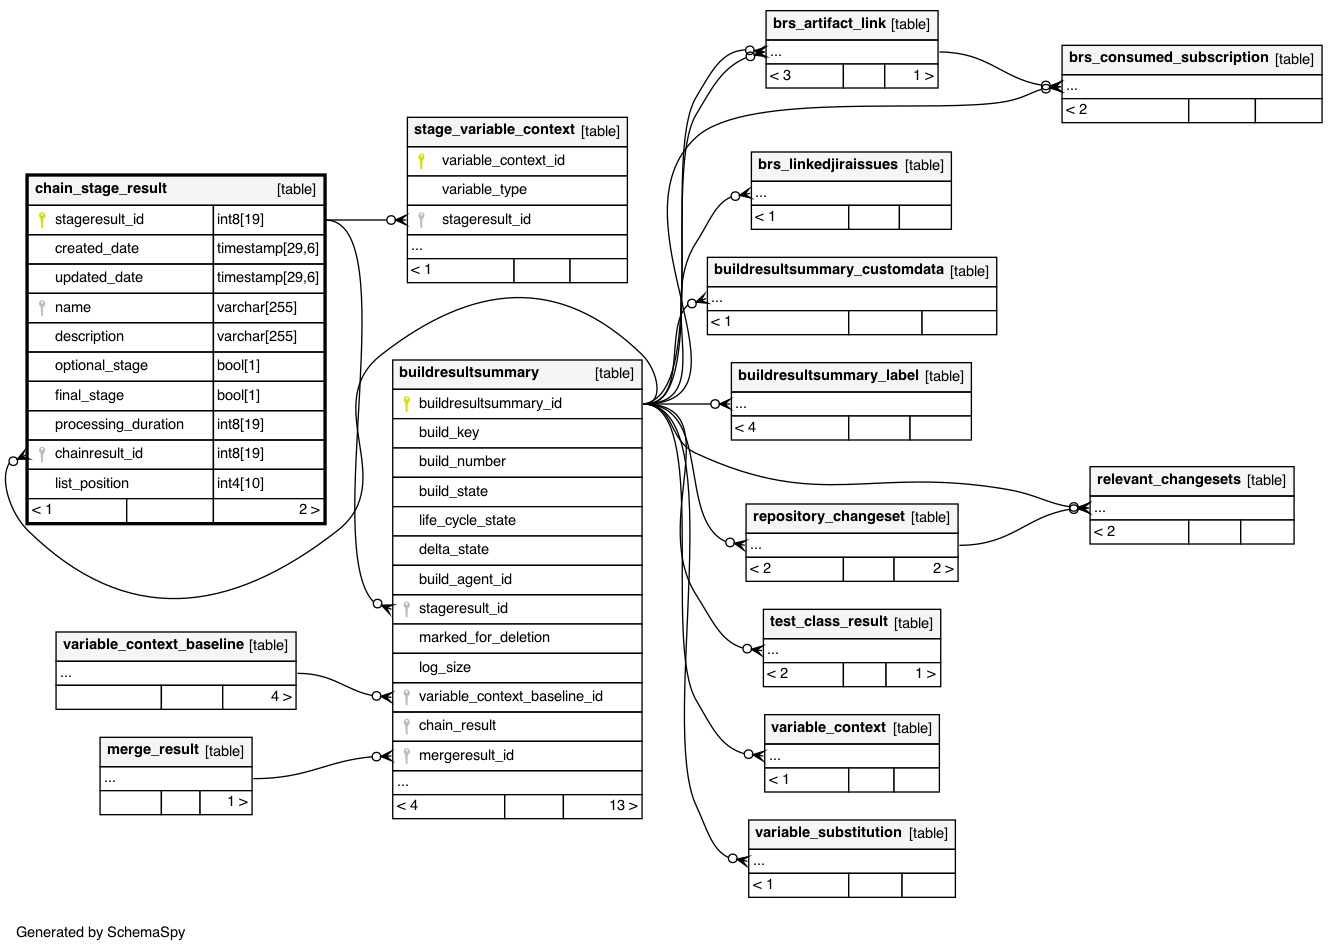 brs_artifact_link [table]
...
< 3 1 >
brs_consumed_subscription [table]
...
< 2
stage_variable_context [table]
variable_context_id
variable_type
stageresult_id
...
< 1
brs_linkedjiraissues [table]
...
< 1
chain_stage_result [table]
stageresult_id int8[19]
created_date timestamp[29,6]
updated_date timestamp[29,6]
name varchar[255]
description varchar[255]
optional_stage bool[1]
final_stage bool[1]
processing_duration int8[19]
chainresult_id int8[19]
list_position int4[10]
< 1 2 >
buildresultsummary_customdata [table]
...
< 1
buildresultsummary [table]
buildresultsummary_id
build_key
build_number
build_state
life_cycle_state
delta_state
build_agent_id
stageresult_id
marked_for_deletion
log_size
variable_context_baseline_id
chain_result
mergeresult_id
...
< 4 13 >
buildresultsummary_label [table]
...
< 4
relevant_changesets [table]
...
< 2
repository_changeset [table]
...
< 2 2 >
test_class_result [table]
...
< 2 1 >
variable_context_baseline [table]
...
4 >
variable_context [table]
...
< 1
merge_result [table]
...
1 >
variable_substitution [table]
...
< 1
Generated by SchemaSpy